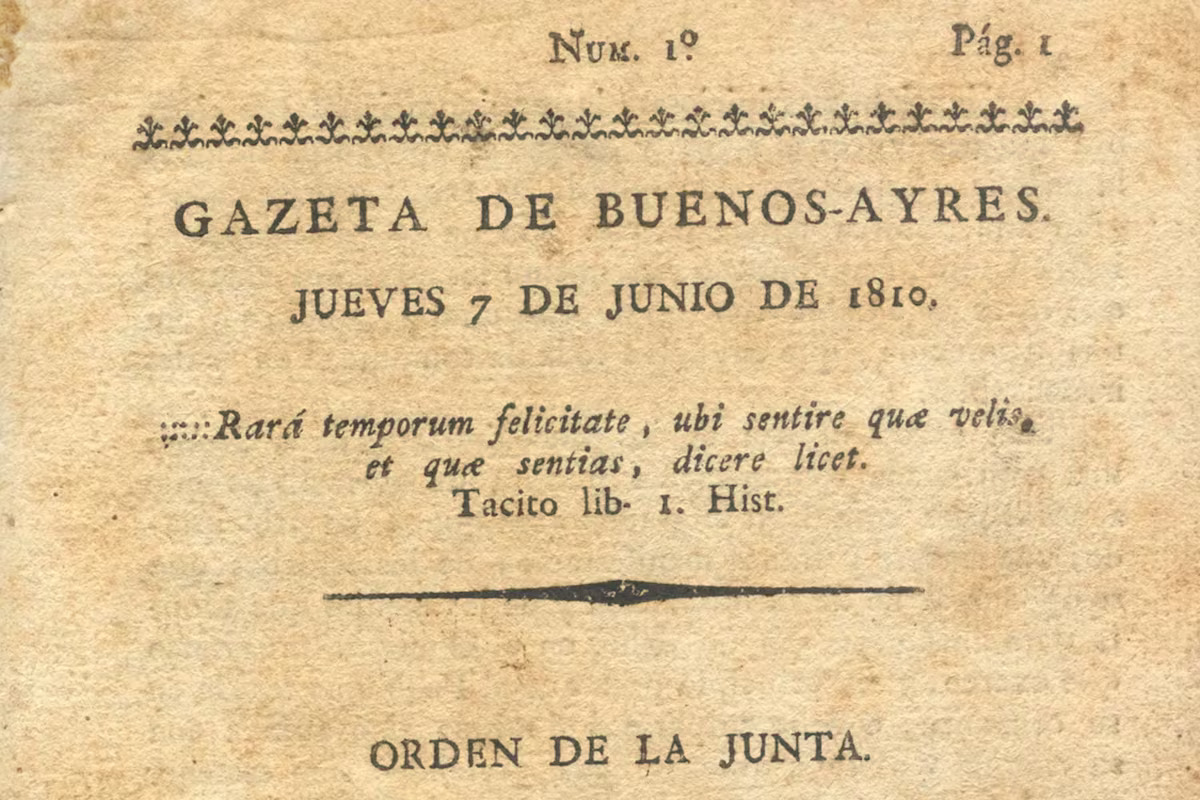 Num. 1º Pág. 1
GAZETA DE BUENOS-AYRES.
JUEVES 7 DE JUNIO DE 1810.
::::::Rará temporum felicitate, ubi sentire quæ velis,
et quæ sentias, dicere licet.
Tacito lib- 1. Hist.
ORDEN DE LA JUNTA.